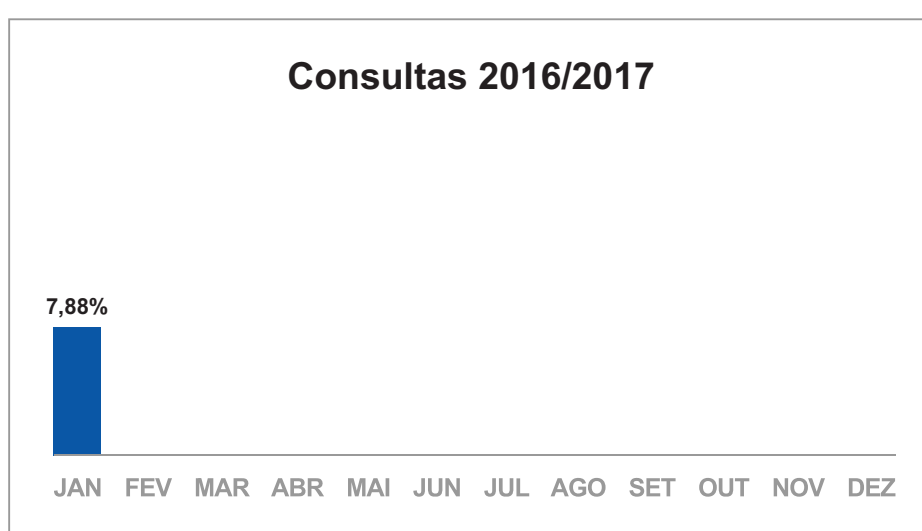 Consultas 2016/2017
7,88%
JAN FEV MAR ABR MAI JUN JUL AGO SET OUT NOV DEZ